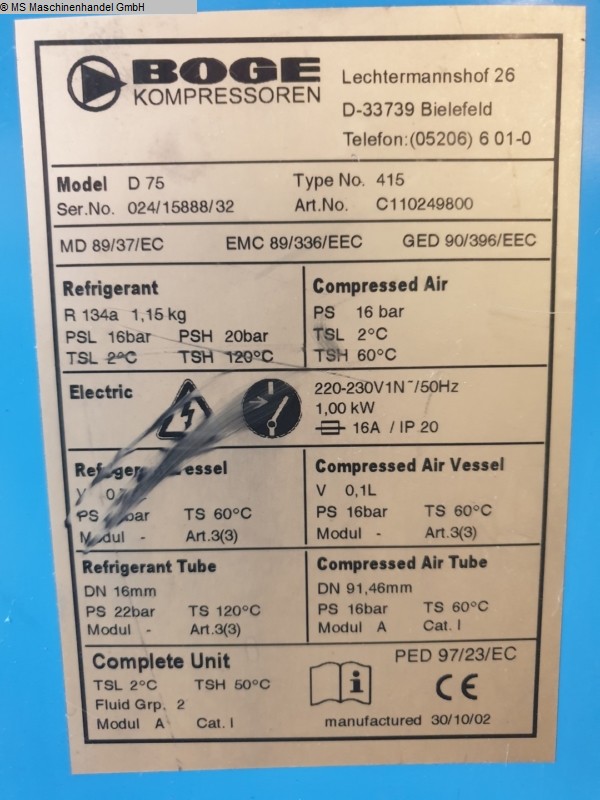 © MS Maschinenhandel GmbH
BOGE
KOMPRESSOREN
Lechtermannshof 26
D-33739 Bielefeld
Telefon:(05206) 6 01-0
Model D 75 Type No. 415
Ser.No. 024/15888/32 Art.No. C110249800
MD 89/37/EC EMC 89/336/EEC GED 90/396/EEC
Refrigerant
R 134a 1,15 kg
PSL 16bar PSH 20bar
TSL 2°C TSH 120°C
Compressed Air
PS 16 bar
TSL 2°C
TSH 60°C
Electric
220-230V1N~/50Hz
1,00 kW
16A / IP 20
Refrigerant Vessel
V
PS TS 60°C
Modul - Art.3(3)
Compressed Air Vessel
V 0,1L
PS 16bar TS 60°C
Modul - Art.3(3)
Refrigerant Tube
DN 16mm
PS 22bar TS 120°C
Modul - Art.3(3)
Compressed Air Tube
DN 91,46mm
PS 16bar TS 60°C
Modul A Cat. I
Complete Unit
TSL 2°C TSH 50°C
Fluid Grp. 2
Modul A Cat. I
i
PED 97/23/EC
CE
manufactured 30/10/02